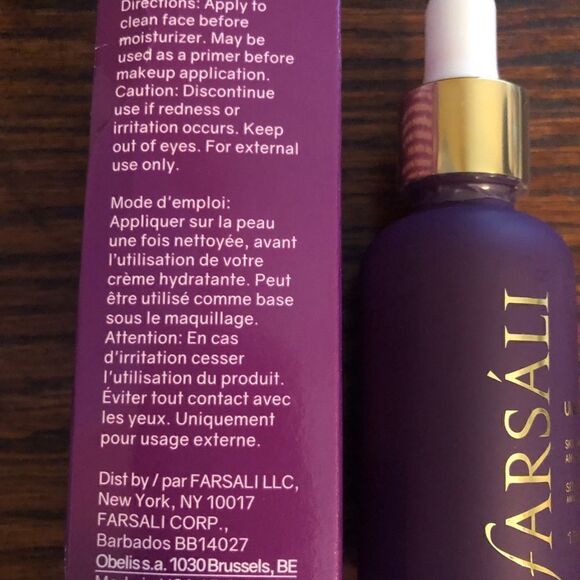 Directions: Apply to
clean face before
moisturizer. May be
used as a primer before
makeup application.
Caution: Discontinue
use if redness or
irritation occurs. Keep
out of eyes. For external
use only.
Mode d'emploi:
Appliquer sur la peau
une fois nettoyée, avant
l'utilisation de votre
crème hydratante. Peut
être utilisé comme base
sous le maquillage.
Attention: En cas
d'irritation cesser
l'utilisation du produit.
Éviter tout contact avec
les yeux. Uniquement
pour usage externe.
Dist by / par FARSALI LLC,
New York, NY 10017
FARSALI CORP.,
Barbados BB14027
Obelis s.a. 1030 Brussels, BE
FARSÁLI